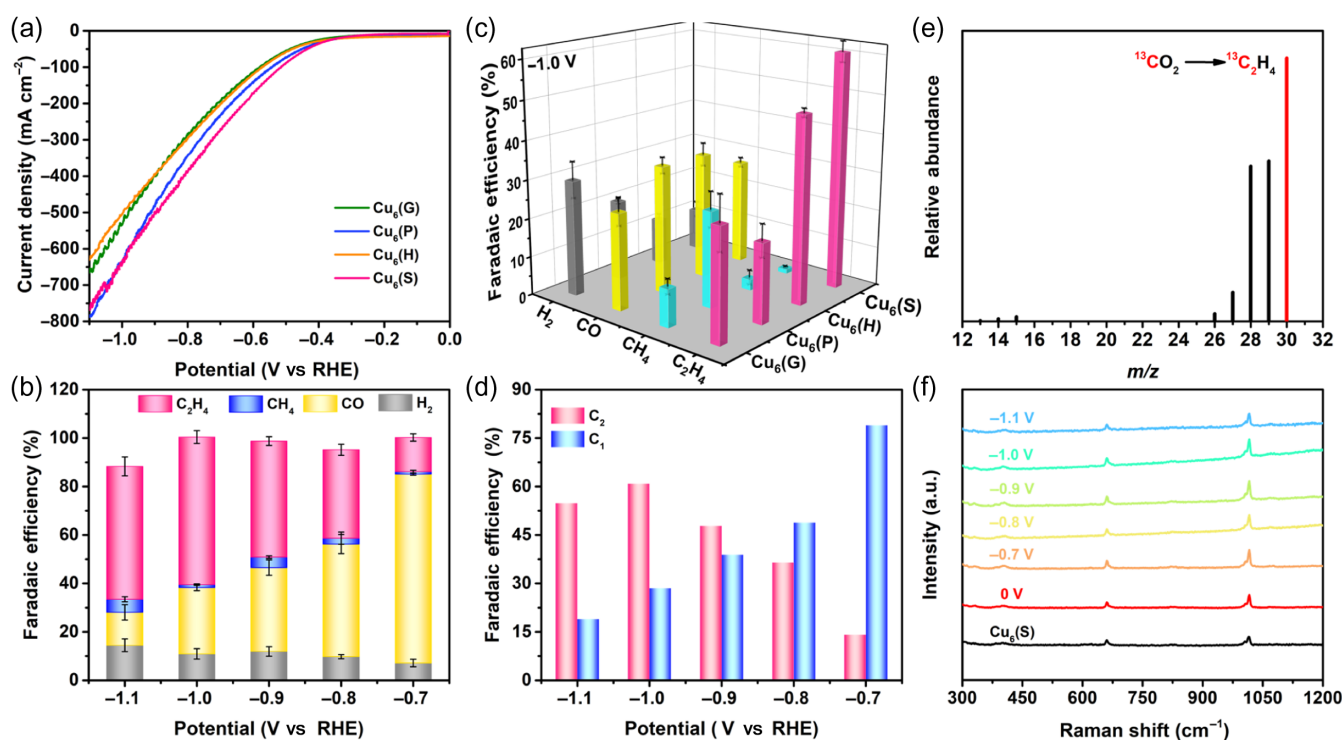 (a)
0
–100
–200
–300
–400
–500
–600
–700
–800
Current density (mA cm⁻²)
Cu₆(G)
Cu₆(P)
Cu₆(H)
Cu₆(S)
–1.0
–0.8
–0.6
–0.4
–0.2
0.0
Potential (V vs RHE)
(c)
–1.0 V
60
50
40
30
20
10
0
Faradaic efficiency (%)
H₂
CO
CH₄
C₂H₄
Cu₆(G)
Cu₆(P)
Cu₆(H)
Cu₆(S)
(e)
¹³CO₂ → ¹³C₂H₄
Relative abundance
12 14 16 18 20 22 24 26 28 30 32
m/z
(b)
120
100
80
60
40
20
0
Faradaic efficiency (%)
C₂H₄ CH₄ CO H₂
–1.1 –1.0 –0.9 –0.8 –0.7
Potential (V vs RHE)
(d)
90
75
60
45
30
15
0
Faradaic efficiency (%)
C₂
C₁
–1.1 –1.0 –0.9 –0.8 –0.7
Potential (V vs RHE)
(f)
–1.1 V
–1.0 V
–0.9 V
–0.8 V
–0.7 V
0 V
Cu₆(S)
Intensity (a.u.)
300 450 600 750 900 1050 1200
Raman shift (cm⁻¹)